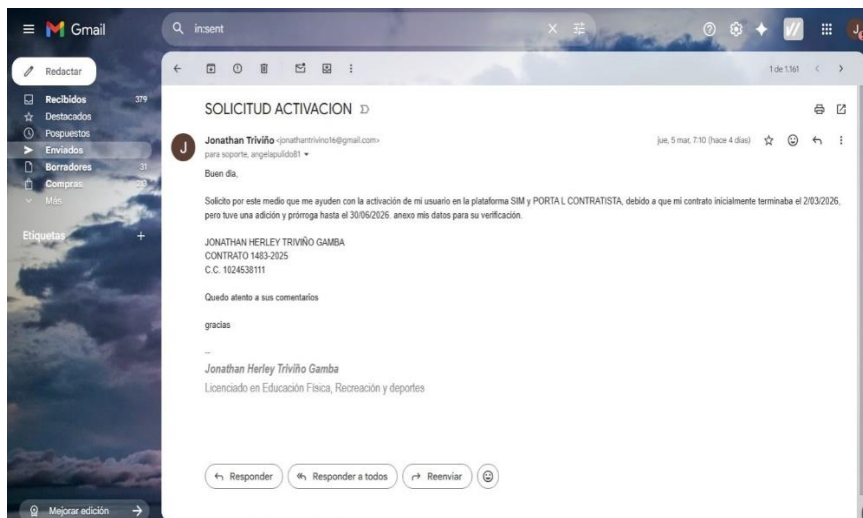 Gmail
in:sent
Redactar
1 de 1.161
Recibidos 379
Destacados
Pospuestos
Enviados
Borradores 31
Compras
Más
Etiquetas
SOLICITUD ACTIVACION
J
Jonathan Triviño <jonathantrivino16@gmail.com>
jue, 5 mar, 7:10 (hace 4 días)
para soporte, angelapulido81
Buen dia,
Solicito por este medio que me ayuden con la activación de mi usuario en la plataforma SIM y PORTA L CONTRATISTA, debido a que mi contrato inicialmente terminaba el 2/03/2026,
pero tuve una adición y prórroga hasta el 30/06/2026. anexo mis datos para su verificación.
JONATHAN HERLEY TRIVIÑO GAMBA
CONTRATO 1483-2025
C.C. 1024538111
Quedo atento a sus comentarios
gracias
--
Jonathan Herley Triviño Gamba
Licenciado en Educación Física, Recreación y deportes
Responder
Responder a todos
Reenviar
Mejorar edición